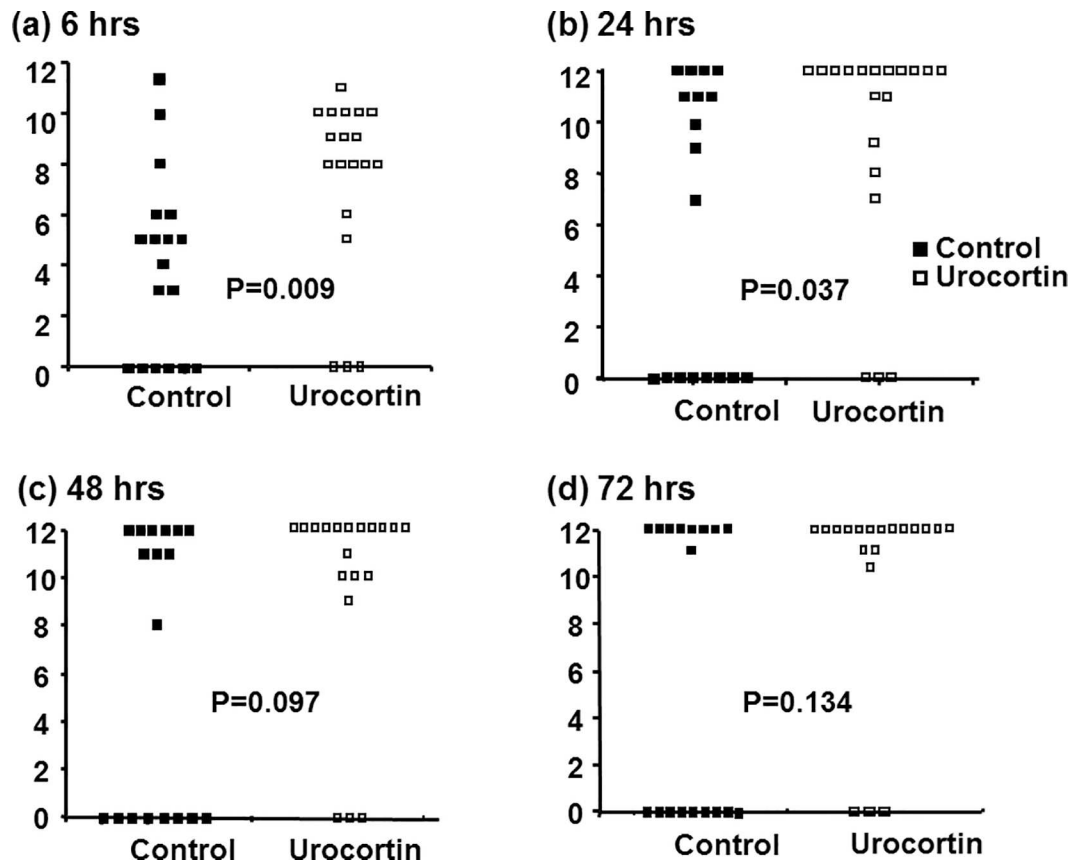 (a) 6 hrs
12
10
8
6
4
2
0
P=0.009
Control Urocortin
(b) 24 hrs
12
10
8
6
4
2
0
P=0.037
Control
Urocortin
Control Urocortin
(c) 48 hrs
12
10
8
6
4
2
0
P=0.097
Control Urocortin
(d) 72 hrs
12
10
8
6
4
2
0
P=0.134
Control Urocortin